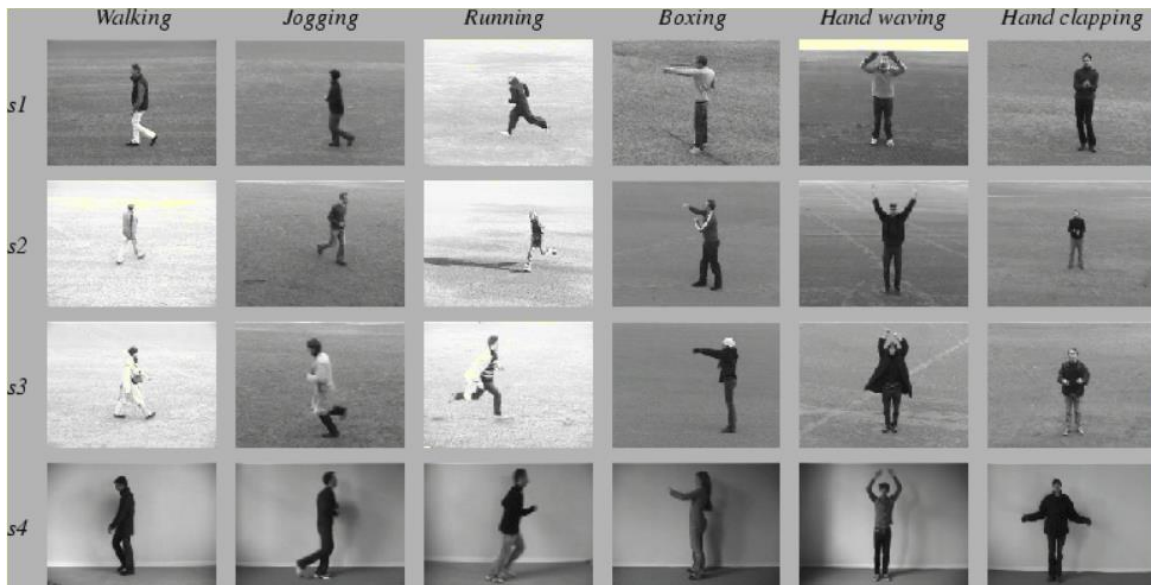 Walking Jogging Running Boxing Hand waving Hand clapping
s1
s2
s3
s4